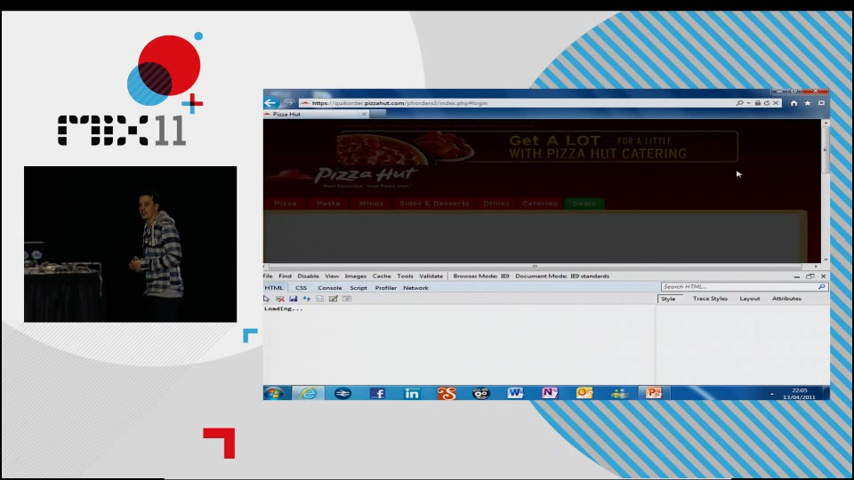 MIX11
https://quikorder.pizzahut.com/phorders3/index.php#login
Pizza Hut
Get A LOT FOR A LITTLE
WITH PIZZA HUT CATERING
Pizza Hut
Pizza Pasta Wings Sides & Desserts Drinks Catering Deals
File Find Disable View Images Cache Tools Validate Browser Mode: IE9 Document Mode: IE9 standards
HTML CSS Console Script Profiler Network
Search HTML...
Style Trace Styles Layout Attributes
Loading...
22:05
13/04/2011